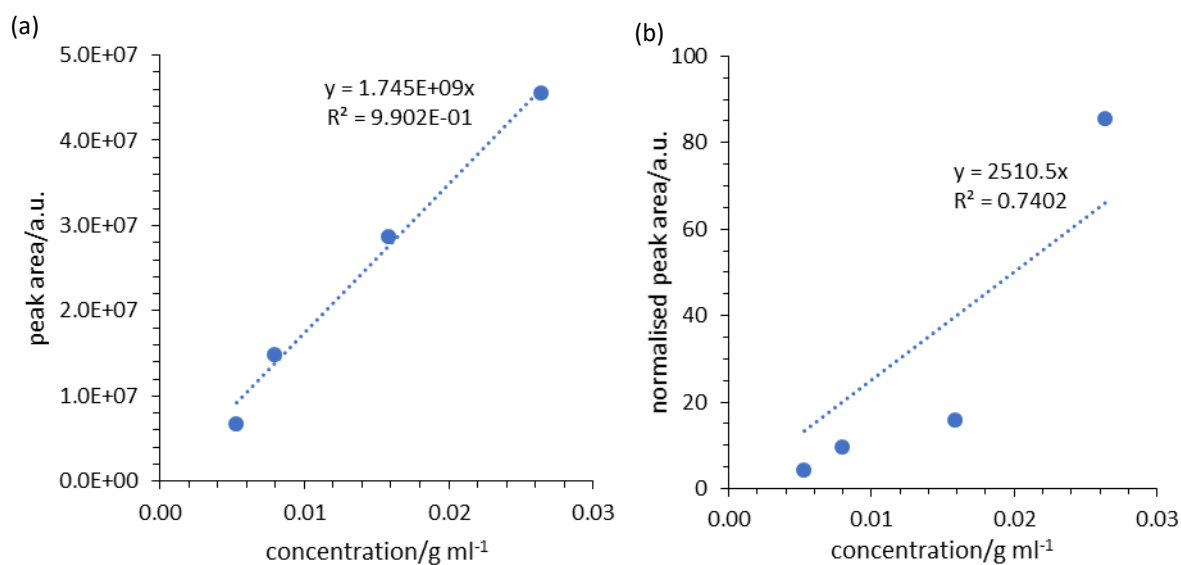 (a)
5.0E+07
4.0E+07
3.0E+07
2.0E+07
1.0E+07
0.0E+00
peak area/a.u.
y = 1.745E+09x
R² = 9.902E-01
0.00
0.01
0.02
0.03
concentration/g ml⁻¹
(b)
100
80
60
40
20
0
normalised peak area/a.u.
y = 2510.5x
R² = 0.7402
0.00
0.01
0.02
0.03
concentration/g ml⁻¹